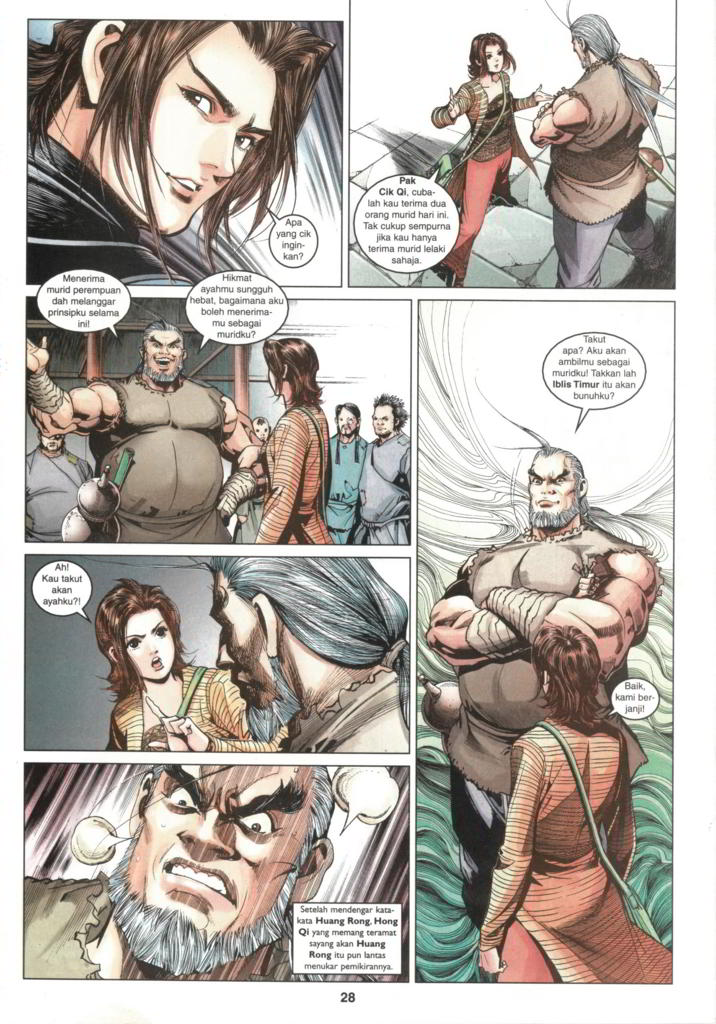 Apa
yang cik
ingin-
kan?
Pak
Cik Qi, cuba-
lah kau terima dua
orang murid hari ini.
Tak cukup sempurna
jika kau hanya
terima murid lelaki
sahaja.
Menerima
murid perempuan
dah melanggar
prinsipku selama
ini!
Hikmat
ayahmu sungguh
hebat, bagaimana aku
boleh menerima-
mu sebagai
muridku?
Ah!
Kau takut
akan
ayahku?!
Setelah mendengar kata-
kata Huang Rong, Hong
Qi yang memang teramat
sayang akan Huang
Rong itu pun lantas
menukar pemikirannya.
Takut
apa? Aku akan
ambilmu sebagai
muridku! Takkan lah
Iblis Timur itu akan
bunuhku?
Baik,
kami ber-
janji!
28